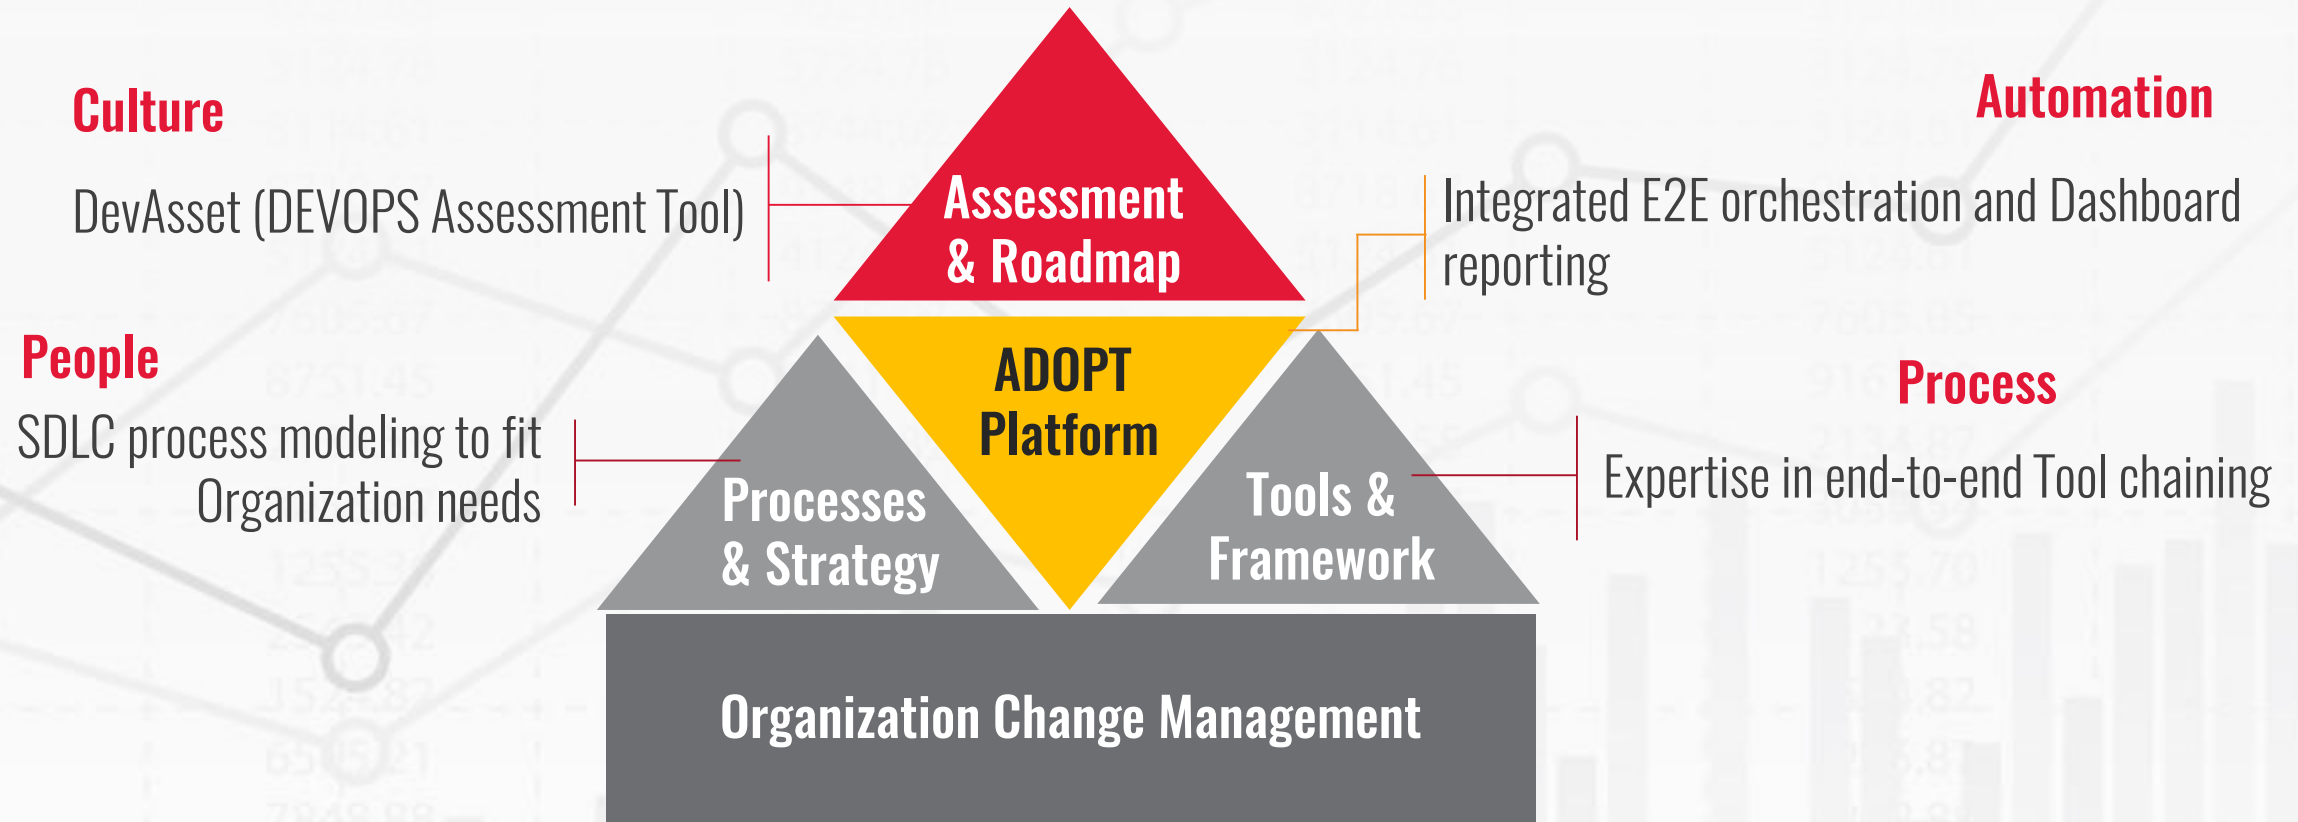 Culture
DevAsset (DEVOPS Assessment Tool)
People
SDLC process modeling to fit
Organization needs
Assessment
& Roadmap
ADOPT
Platform
Processes
& Strategy
Tools &
Framework
Organization Change Management
Automation
Integrated E2E orchestration and Dashboard
reporting
Process
Expertise in end-to-end Tool chaining